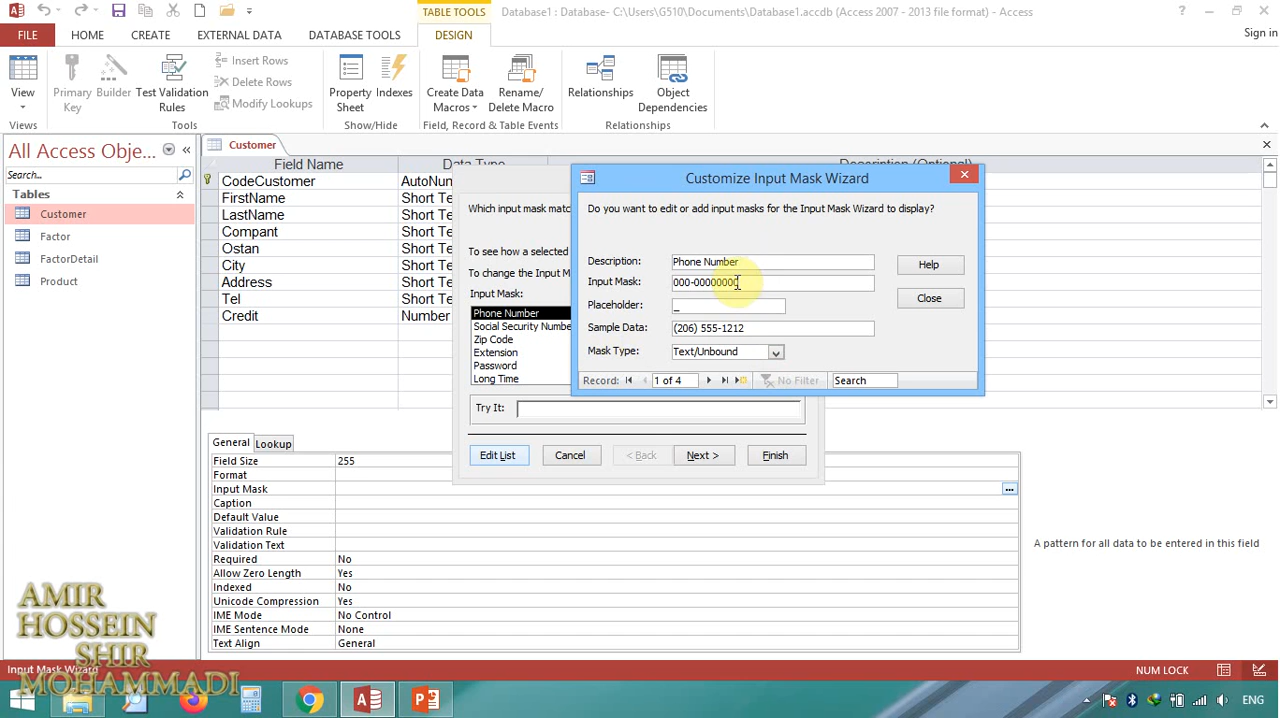 TABLE TOOLS
Database1 : Database- C:\Users\G510\Documents\Database1.accdb (Access 2007 - 2013 file format) - Access
FILE HOME CREATE EXTERNAL DATA DATABASE TOOLS DESIGN Sign in
View
Primary Key
Builder
Test Validation Rules
Insert Rows
Delete Rows
Modify Lookups
Property Sheet
Indexes
Create Data Macros
Rename/ Delete Macro
Relationships
Object Dependencies
Views Tools Show/Hide Field, Record & Table Events Relationships
All Access Obje...
Search...
Tables
Customer
Factor
FactorDetail
Product
Customer
Field Name Data Type Description (Optional)
CodeCustomer AutoNum
FirstName Short Te
LastName Short Te
Compant Short Te
Ostan Short Te
City Short Te
Address Short Te
Tel Short Te
Credit Number
Which input mask matc
To see how a selected
To change the Input M
Input Mask:
Phone Number
Social Security Numbe
Zip Code
Extension
Password
Long Time
Try It:
Edit List Cancel < Back Next > Finish
Customize Input Mask Wizard
Do you want to edit or add input masks for the Input Mask Wizard to display?
Description: Phone Number
Input Mask: 000-00000000
Placeholder: _
Sample Data: (206) 555-1212
Mask Type: Text/Unbound
Help
Close
Record: 1 of 4 No Filter Search
General Lookup
Field Size 255
Format
Input Mask ...
Caption
Default Value
Validation Rule
Validation Text
Required No
Allow Zero Length Yes
Indexed No
Unicode Compression Yes
IME Mode No Control
IME Sentence Mode None
Text Align General
A pattern for all data to be entered in this field
AMIR
HOSSEIN
SHIR
MOHAMMADI
Input Mask Wizard
NUM LOCK
ENG